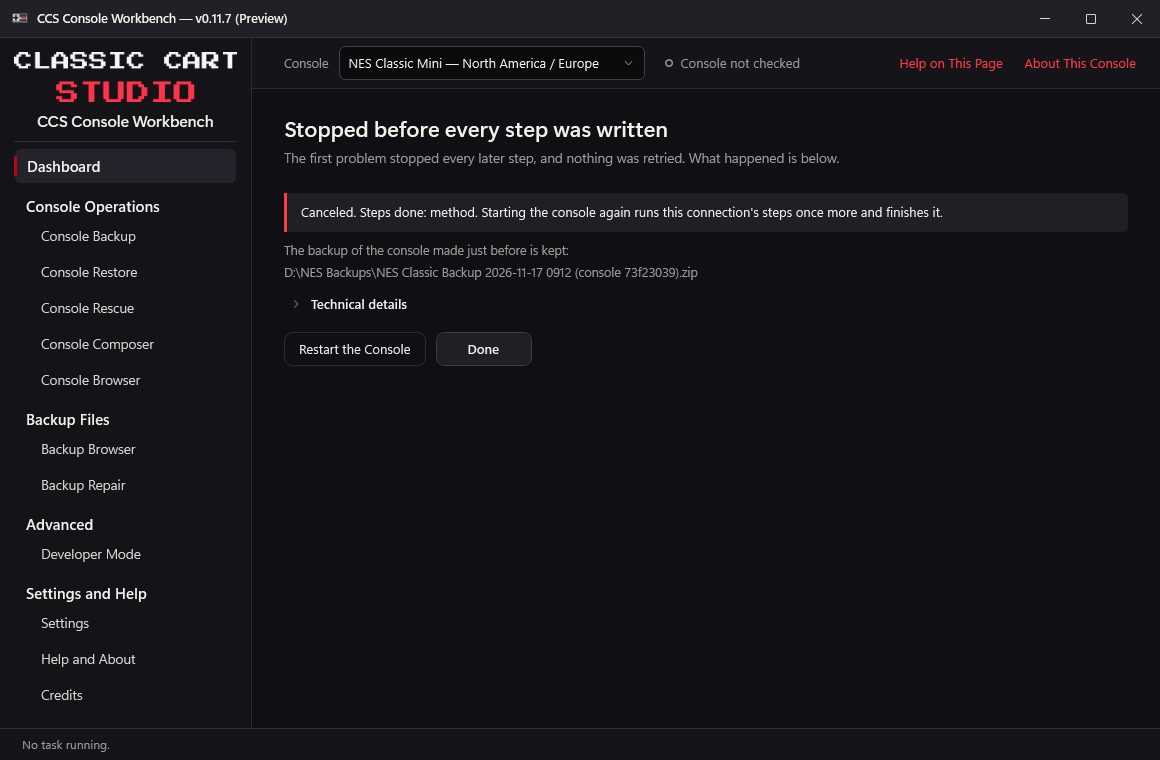 CCS Console Workbench — v0.11.7 (Preview)
CLASSIC CART
STUDIO
CCS Console Workbench
Dashboard
Console Operations
Console Backup
Console Restore
Console Rescue
Console Composer
Console Browser
Backup Files
Backup Browser
Backup Repair
Advanced
Developer Mode
Settings and Help
Settings
Help and About
Credits
Console
NES Classic Mini — North America / Europe
Console not checked
Help on This Page
About This Console
Stopped before every step was written
The first problem stopped every later step, and nothing was retried. What happened is below.
Canceled. Steps done: method. Starting the console again runs this connection's steps once more and finishes it.
The backup of the console made just before is kept:
D:\NES Backups\NES Classic Backup 2026-11-17 0912 (console 73f23039).zip
Technical details
Restart the Console
Done
No task running.